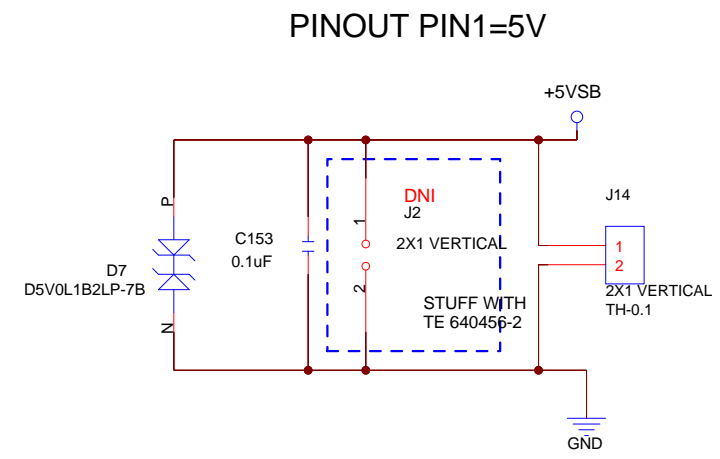 PINOUT PIN1=5V
+5VSB
P
DNI
J2
J14
1
C153
0.1uF
2X1 VERTICAL
1
2
D7
D5V0L1B2LP-7B
2
2X1 VERTICAL
TH-0.1
STUFF WITH
TE 640456-2
N
GND